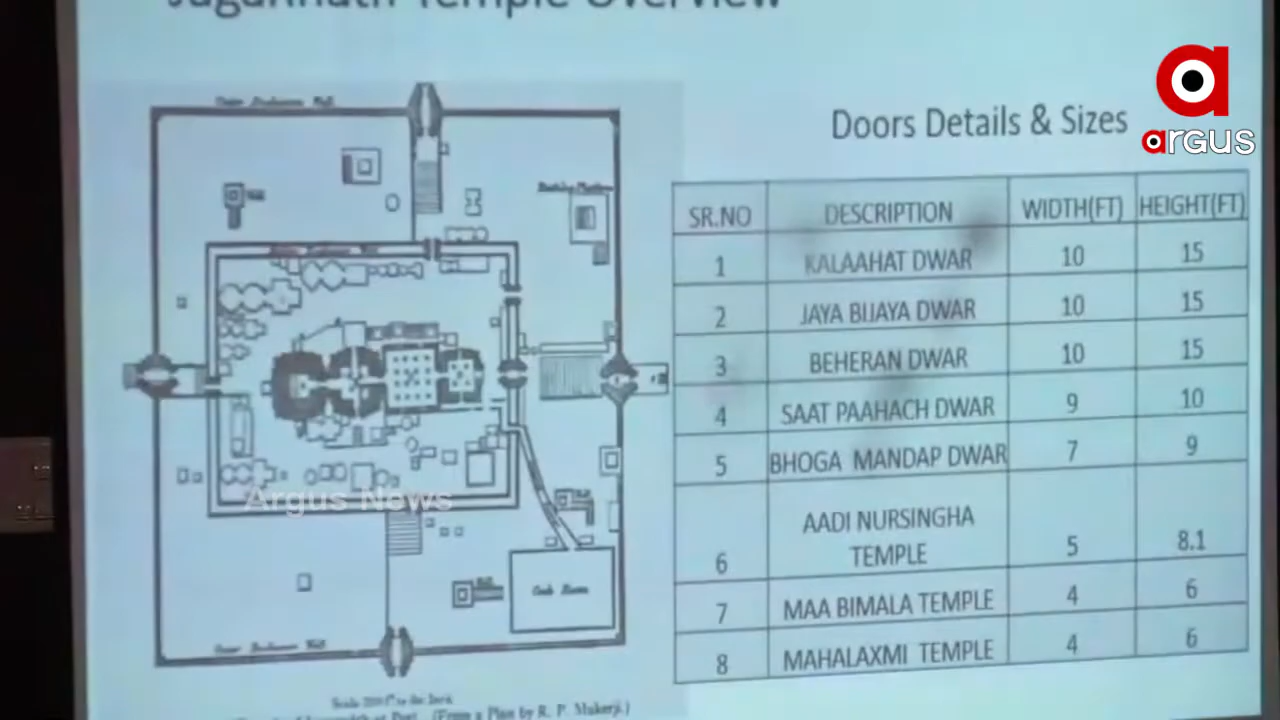 Jagannath Temple Overview
argus
Doors Details & Sizes
SR.NO DESCRIPTION WIDTH(FT) HEIGHT(FT)
1 KALAAHAT DWAR 10 15
2 JAYA BIJAYA DWAR 10 15
3 BEHERAN DWAR 10 15
4 SAAT PAAHACH DWAR 9 10
5 BHOGA MANDAP DWAR 7 9
6 AADI NURSINGHA
TEMPLE 5 8.1
7 MAA BIMALA TEMPLE 4 6
8 MAHALAXMI TEMPLE 4 6
Argus News
(From a Plan by R. P. Mukerji.)